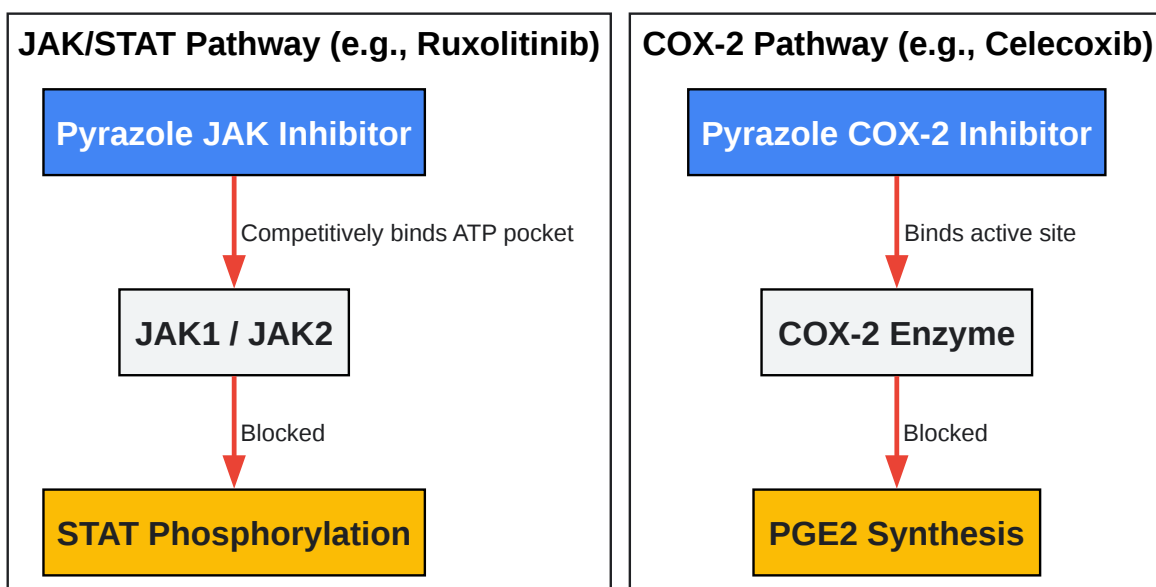 JAK/STAT Pathway (e.g., Ruxolitinib)
Pyrazole JAK Inhibitor
Competitively binds ATP pocket
JAK1 / JAK2
Blocked
STAT Phosphorylation
COX-2 Pathway (e.g., Celecoxib)
Pyrazole COX-2 Inhibitor
Binds active site
COX-2 Enzyme
Blocked
PGE2 Synthesis